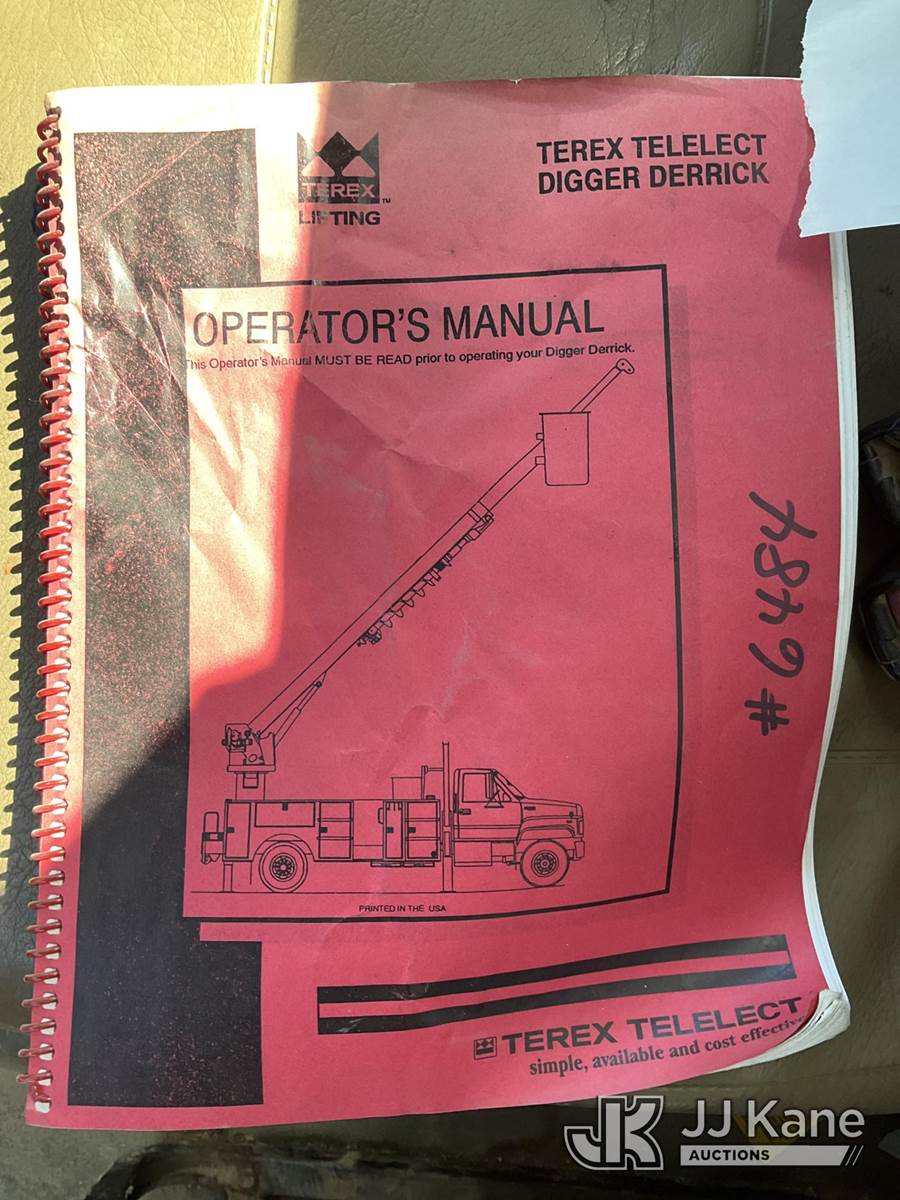 TEREX
LIFTING
TEREX TELELECT
DIGGER DERRICK
OPERATOR'S MANUAL
This Operator's Manual MUST BE READ prior to operating your Digger Derrick.
#6484
PRINTED IN THE USA
TEREX TELELECT
simple, available and cost effective
JK JJ Kane
AUCTIONS